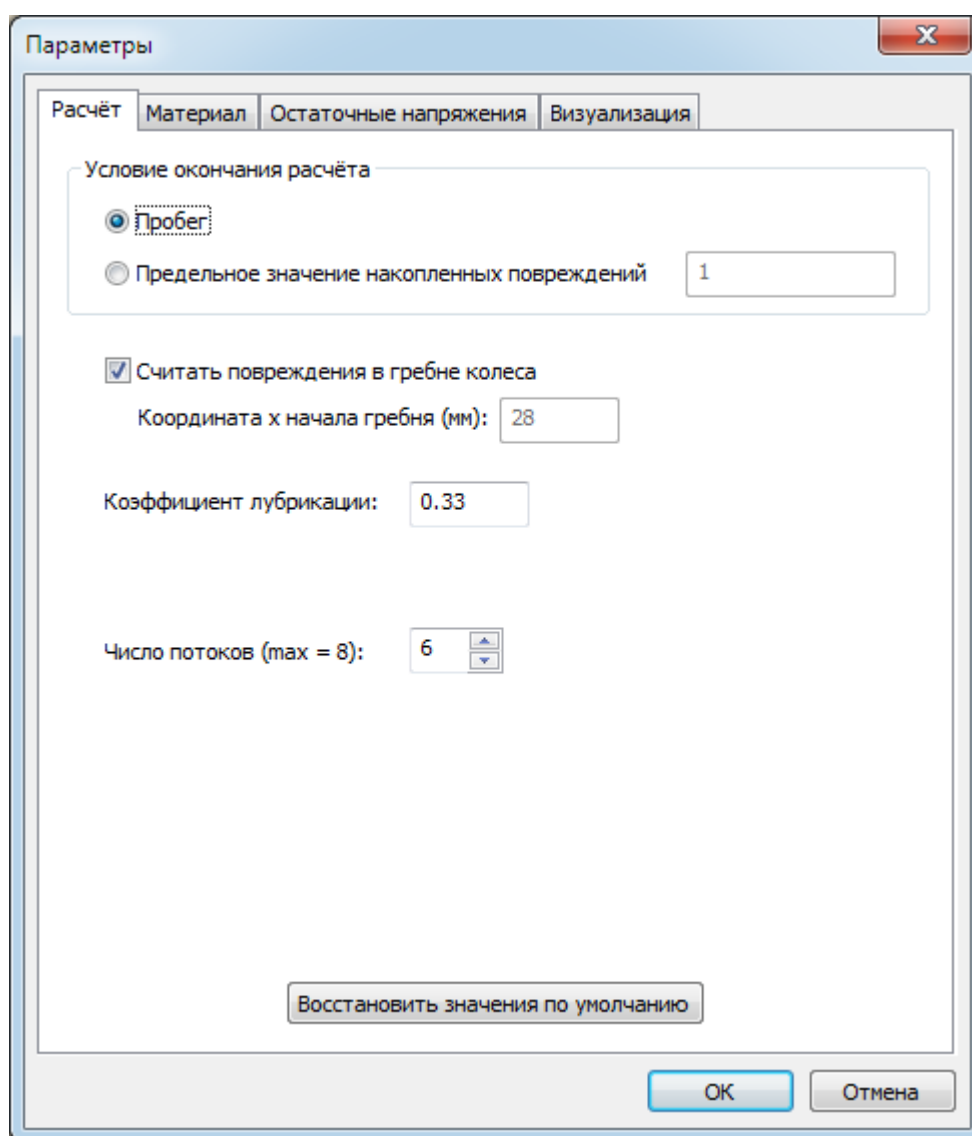 Параметры
Расчёт Материал Остаточные напряжения Визуализация
Условие окончания расчёта
Пробег
Предельное значение накопленных повреждений 1
Считать повреждения в гребне колеса
Координата x начала гребня (мм): 28
Коэффициент лубрикации: 0.33
Число потоков (max = 8): 6
Восстановить значения по умолчанию
OK Отмена